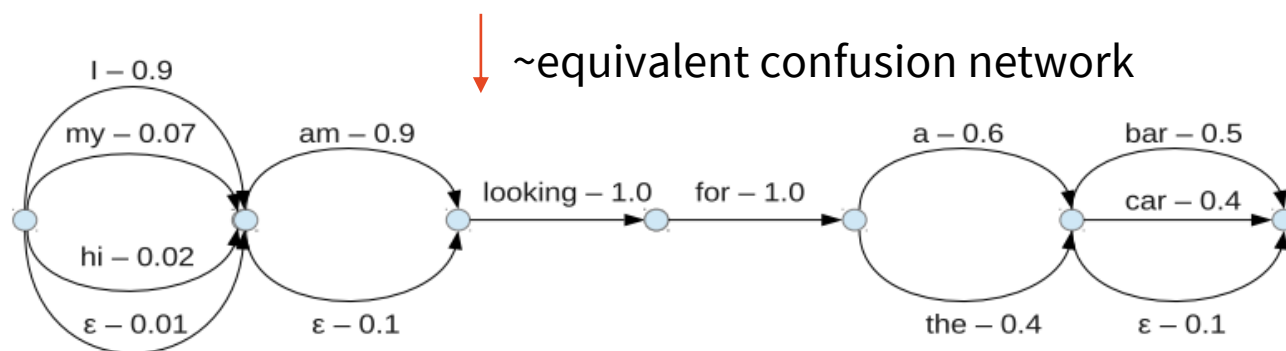 ~equivalent confusion network
I – 0.9
my – 0.07
am – 0.9
a – 0.6
bar – 0.5
looking – 1.0
for – 1.0
car – 0.4
hi – 0.02
ε – 0.01
ε – 0.1
the – 0.4
ε – 0.1